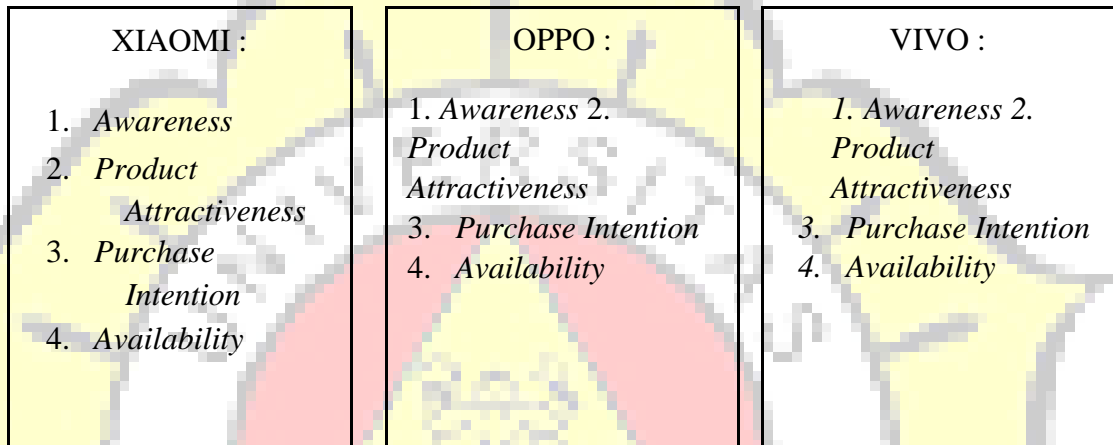 XIAOMI :
1. Awareness
2. Product
Attractiveness
3. Purchase
Intention
4. Availability
OPPO :
1. Awareness 2.
Product
Attractiveness
3. Purchase Intention
4. Availability
VIVO :
1. Awareness 2.
Product
Attractiveness
3. Purchase Intention
4. Availability
UNIVERSITAS